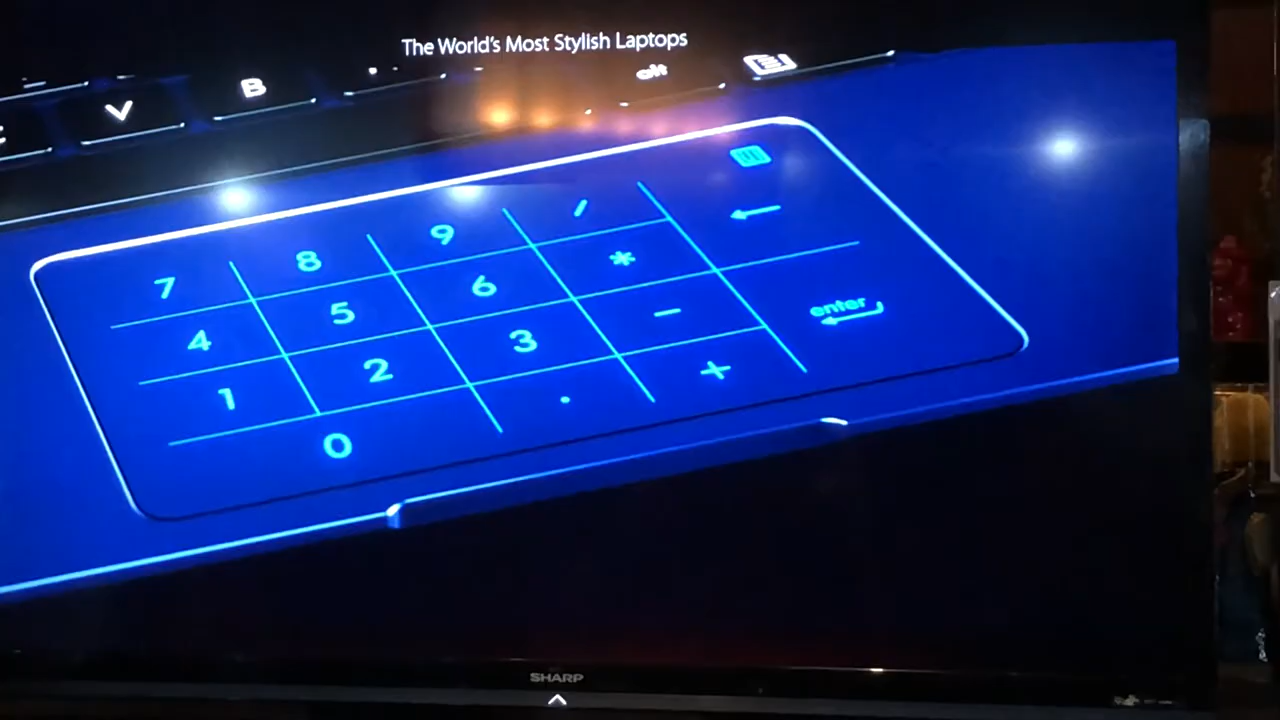 The World's Most Stylish Laptops
V B alt
7 8 9 /
4 5 6 *
1 2 3 - enter
0 . +
SHARP